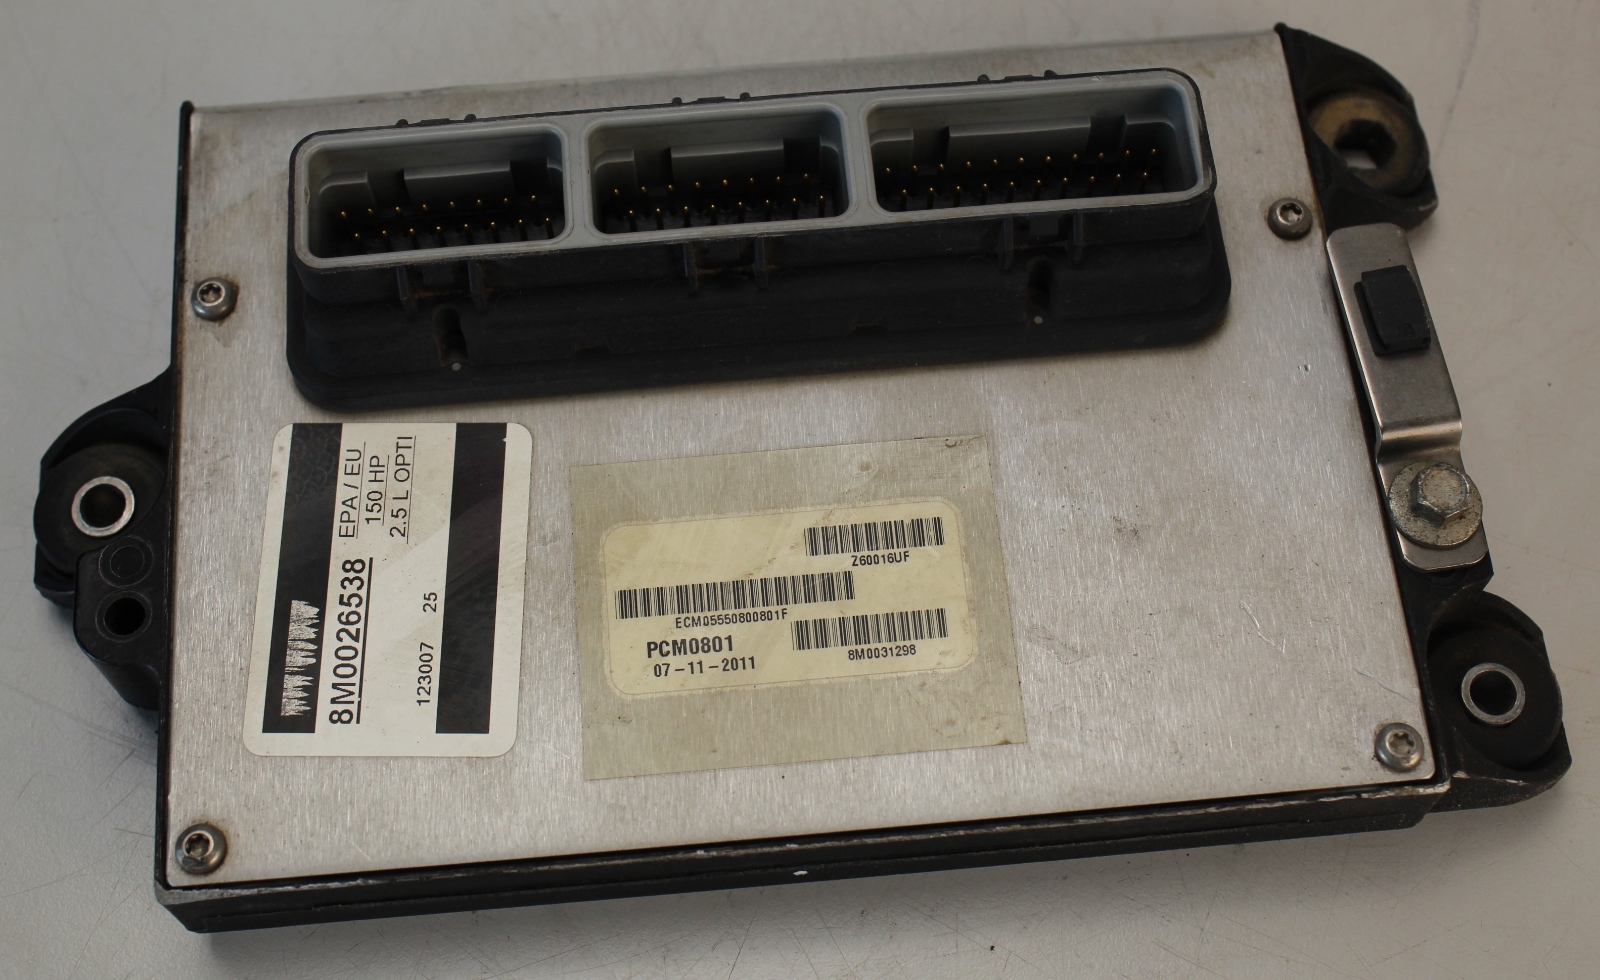 EPA / EU
150 HP
2.5 L OPTI
8M0026538
123007 25
Z60016UF
ECM05550800801F
PCM0801
07-11-2011
8M0031298